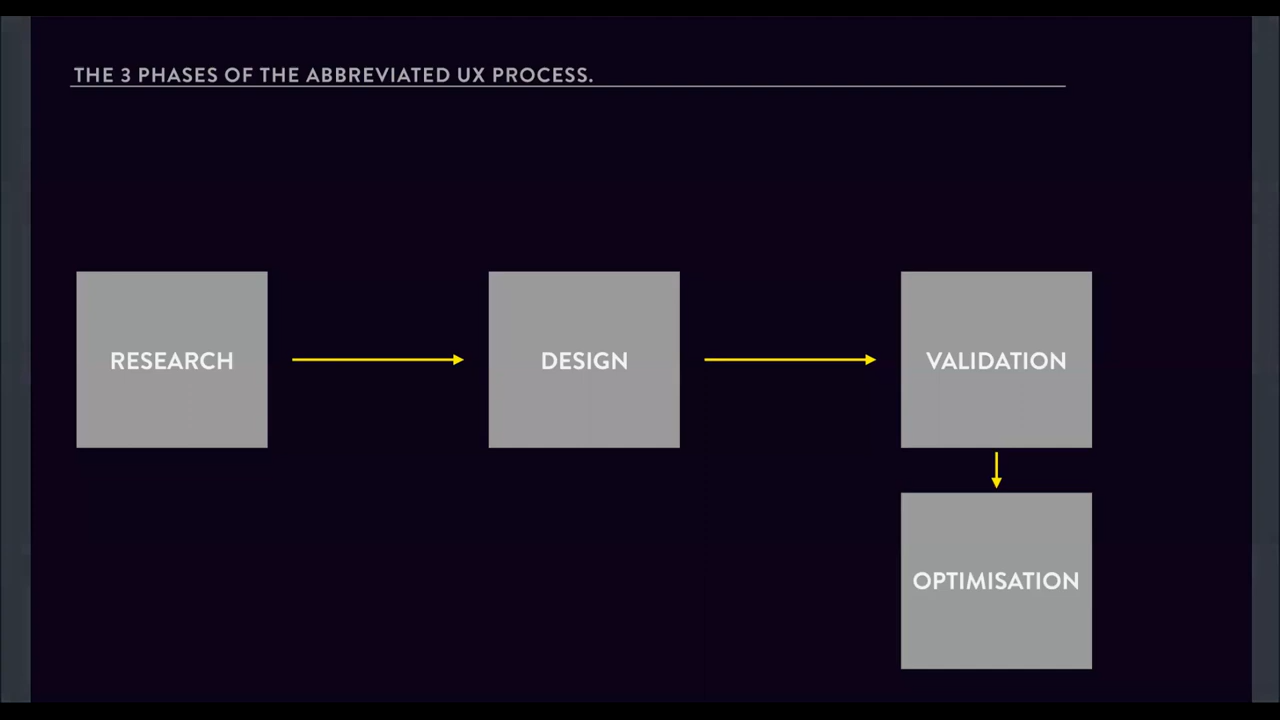 THE 3 PHASES OF THE ABBREVIATED UX PROCESS.
RESEARCH
DESIGN
VALIDATION
OPTIMISATION